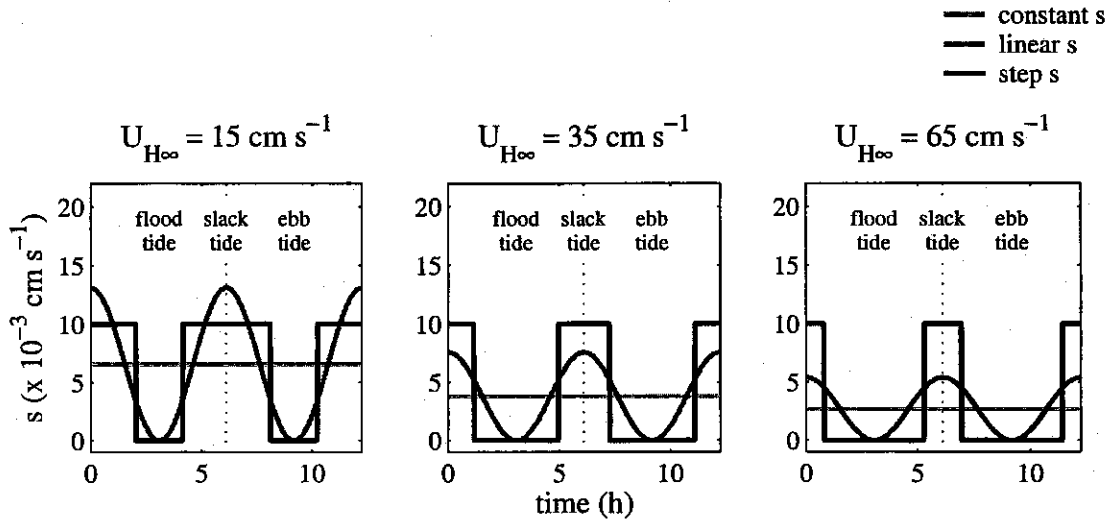 constant s
linear s
step s
U_H∞ = 15 cm s⁻¹
U_H∞ = 35 cm s⁻¹
U_H∞ = 65 cm s⁻¹
s (x 10⁻³ cm s⁻¹)
20
15
10
5
0
flood tide
slack tide
ebb tide
0
5
10
20
15
10
5
0
flood tide
slack tide
ebb tide
0
5
10
20
15
10
5
0
flood tide
slack tide
ebb tide
0
5
10
time (h)